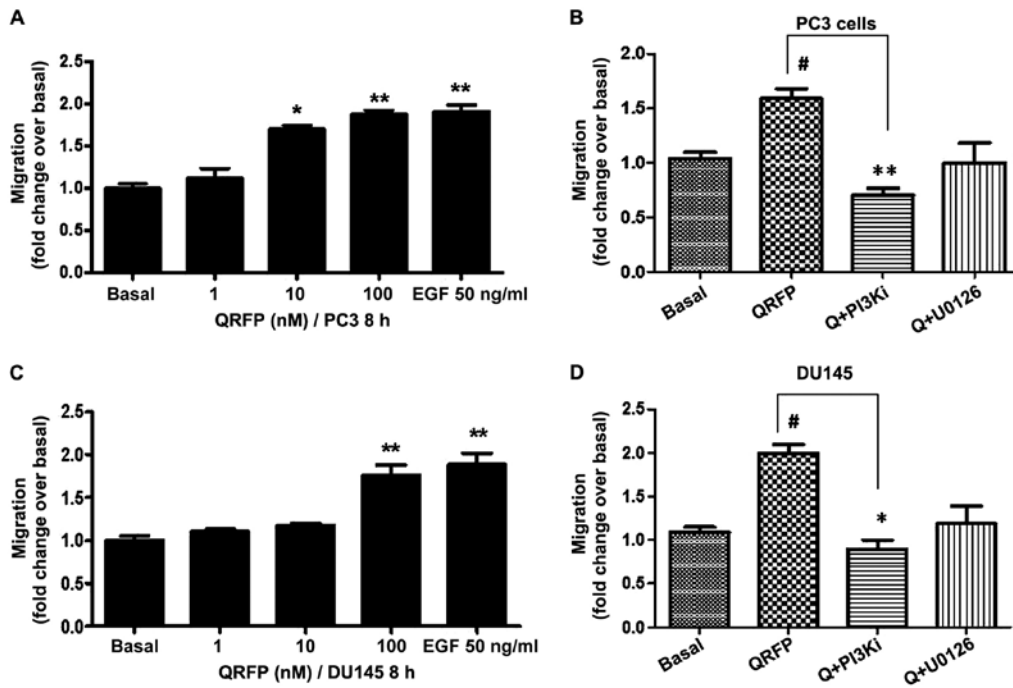 A
Migration
(fold change over basal)
2.5
2.0
1.5
1.0
0.5
0.0
*
**
**
Basal
1
10
100
EGF 50 ng/ml
QRFP (nM) / PC3 8 h
B
PC3 cells
Migration
(fold change over basal)
2.0
1.5
1.0
0.5
0.0
#
**
Basal
QRFP
Q+PI3Ki
Q+U0126
C
Migration
(fold change over basal)
2.5
2.0
1.5
1.0
0.5
0.0
**
**
Basal
1
10
100
EGF 50 ng/ml
QRFP (nM) / DU145 8 h
D
DU145
Migration
(fold change over basal)
2.5
2.0
1.5
1.0
0.5
0.0
#
*
Basal
QRFP
Q+PI3Ki
Q+U0126